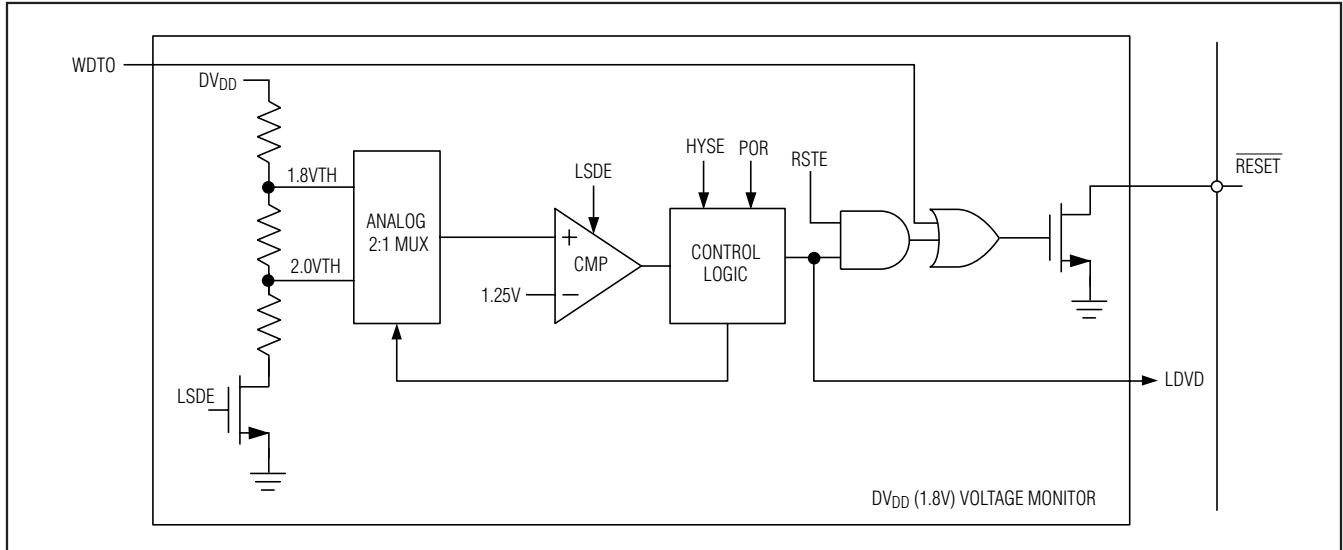 WDTO
DVDD
HYSE
POR
LSDE
RSTE
RESET
1.8VTH
ANALOG
2:1 MUX
+
CMP
CONTROL
LOGIC
2.0VTH
1.25V
−
LSDE
LDVD
DVDD (1.8V) VOLTAGE MONITOR